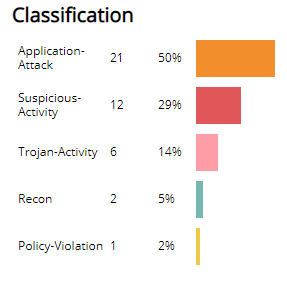 Classification
Application-Attack 21 50%
Suspicious-Activity 12 29%
Trojan-Activity 6 14%
Recon 2 5%
Policy-Violation 1 2%